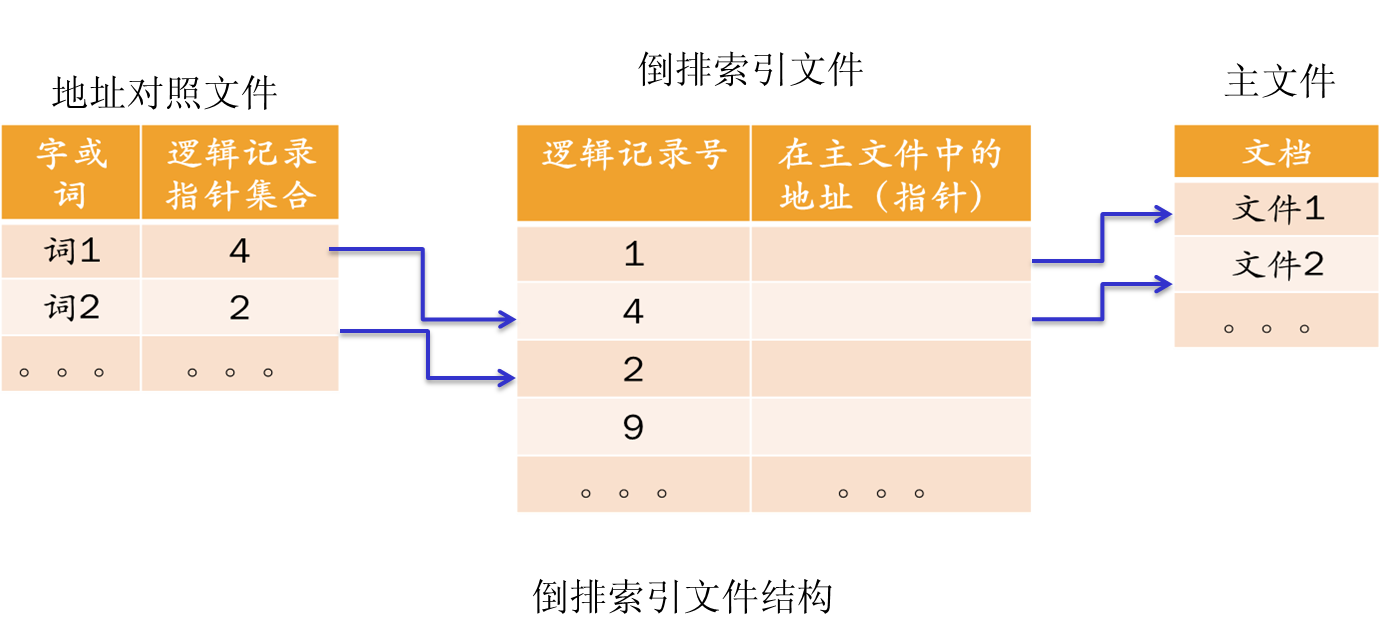 倒排索引文件
地址对照文件
主文件
字或
词
逻辑记录
指针集合
词1
4
词2
2
。。。
。。。
逻辑记录号
在主文件中的
地址（指针）
1
4
2
9
。。。
。。。
文档
文件1
文件2
。。。
倒排索引文件结构